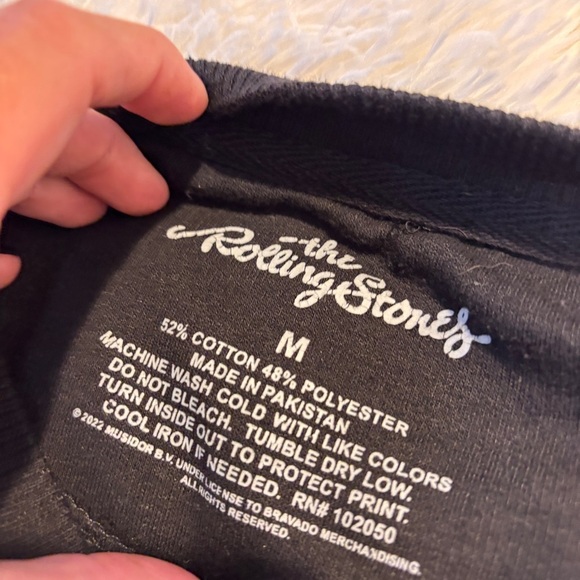 the
Rolling Stones
M
52% COTTON 48% POLYESTER
MADE IN PAKISTAN
MACHINE WASH COLD WITH LIKE COLORS
DO NOT BLEACH. TUMBLE DRY LOW.
TURN INSIDE OUT TO PROTECT PRINT.
COOL IRON IF NEEDED. RN# 102050
© 2022 MUSIDOR B.V. UNDER LICENSE TO BRAVADO MERCHANDISING.
ALL RIGHTS RESERVED.